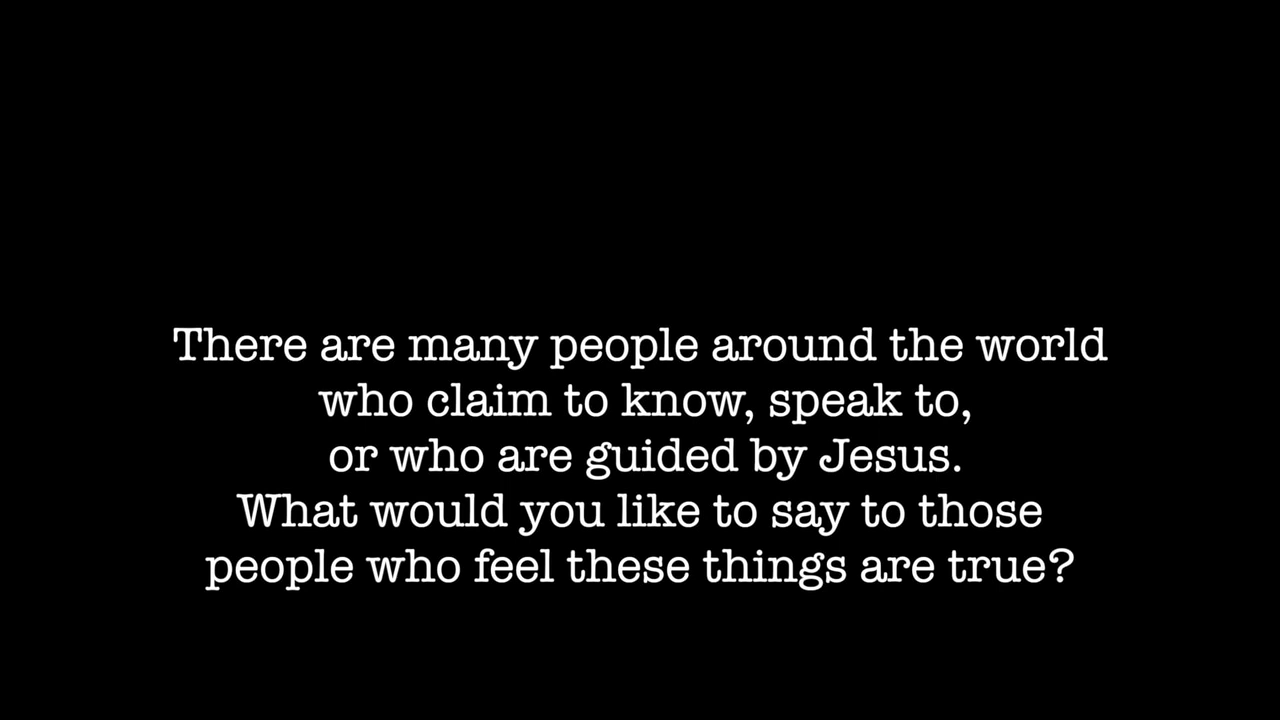 There are many people around the world
who claim to know, speak to,
or who are guided by Jesus.
What would you like to say to those
people who feel these things are true?